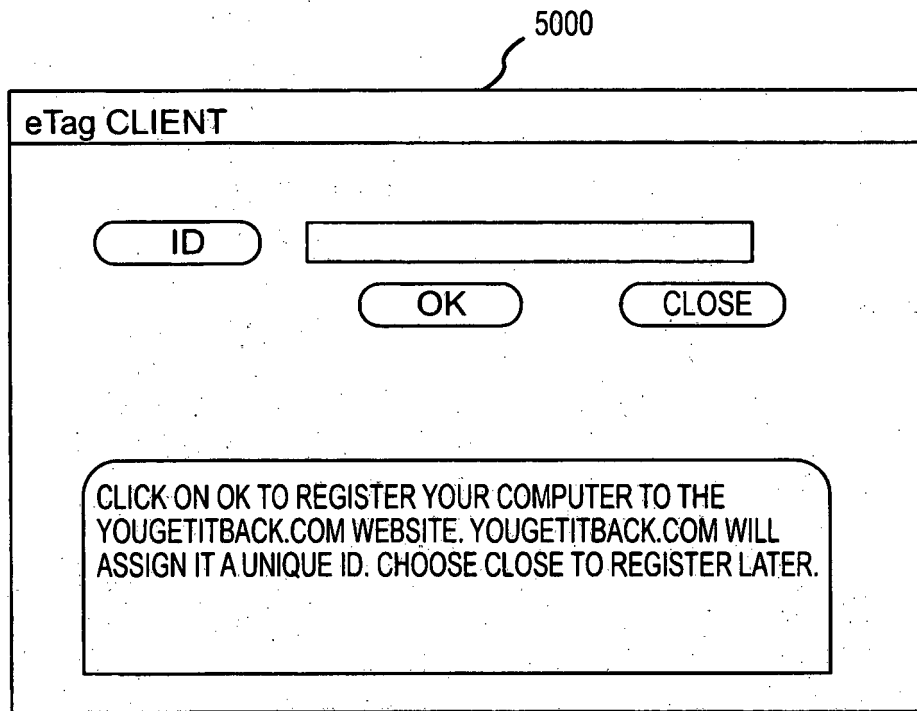 5000
eTag CLIENT
ID
OK CLOSE
CLICK ON OK TO REGISTER YOUR COMPUTER TO THE
YOUGETITBACK.COM WEBSITE. YOUGETITBACK.COM WILL
ASSIGN IT A UNIQUE ID. CHOOSE CLOSE TO REGISTER LATER.